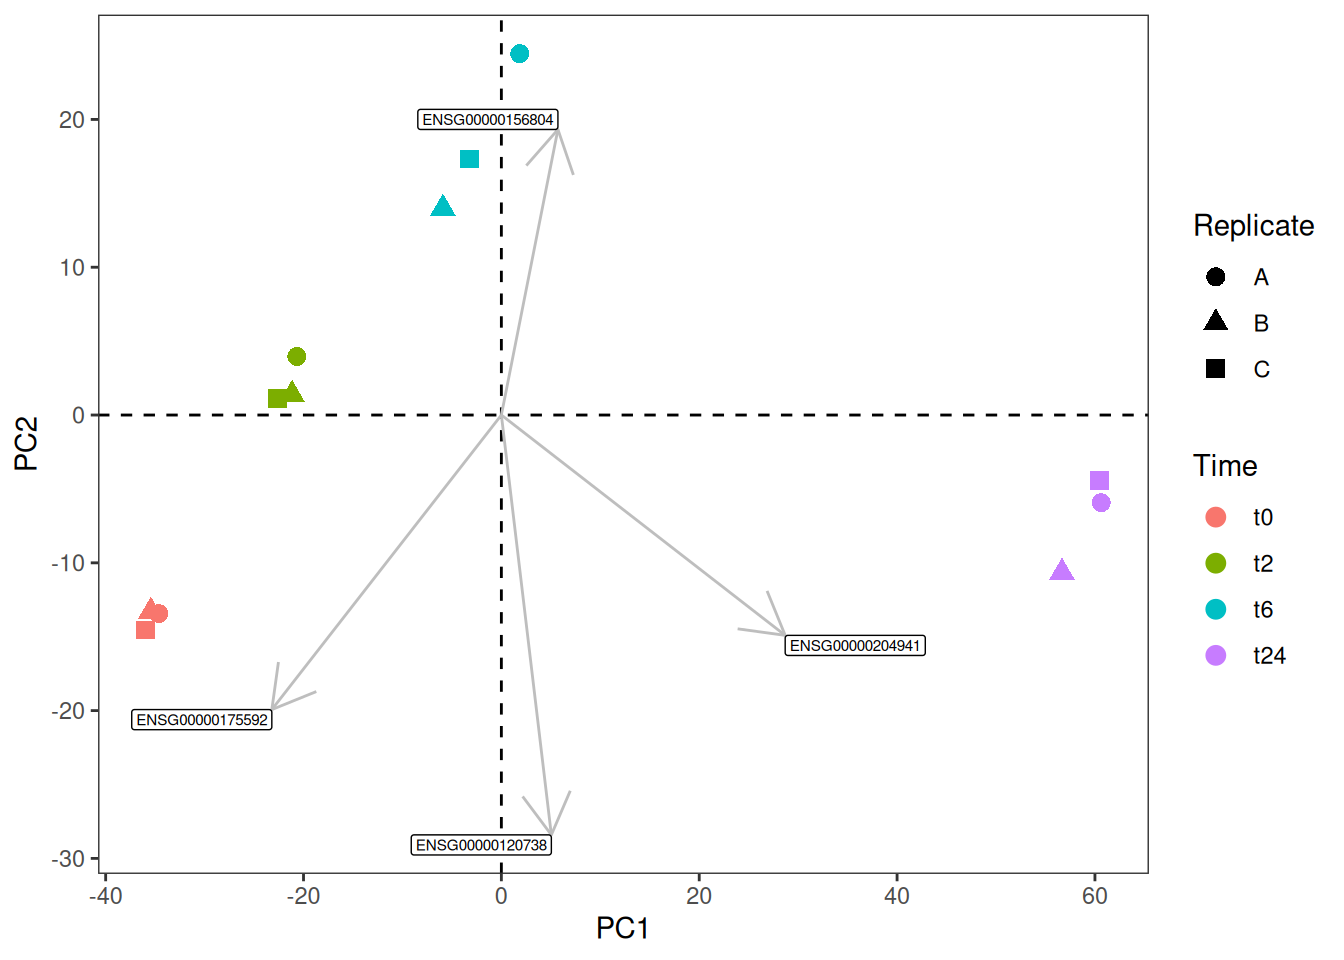 20
10
0
-10
-20
-30
PC2
ENSG00000156804
ENSG00000204941
ENSG00000175592
ENSG00000120738
-40
-20
0
20
40
60
PC1
Replicate
A
B
C
Time
t0
t2
t6
t24